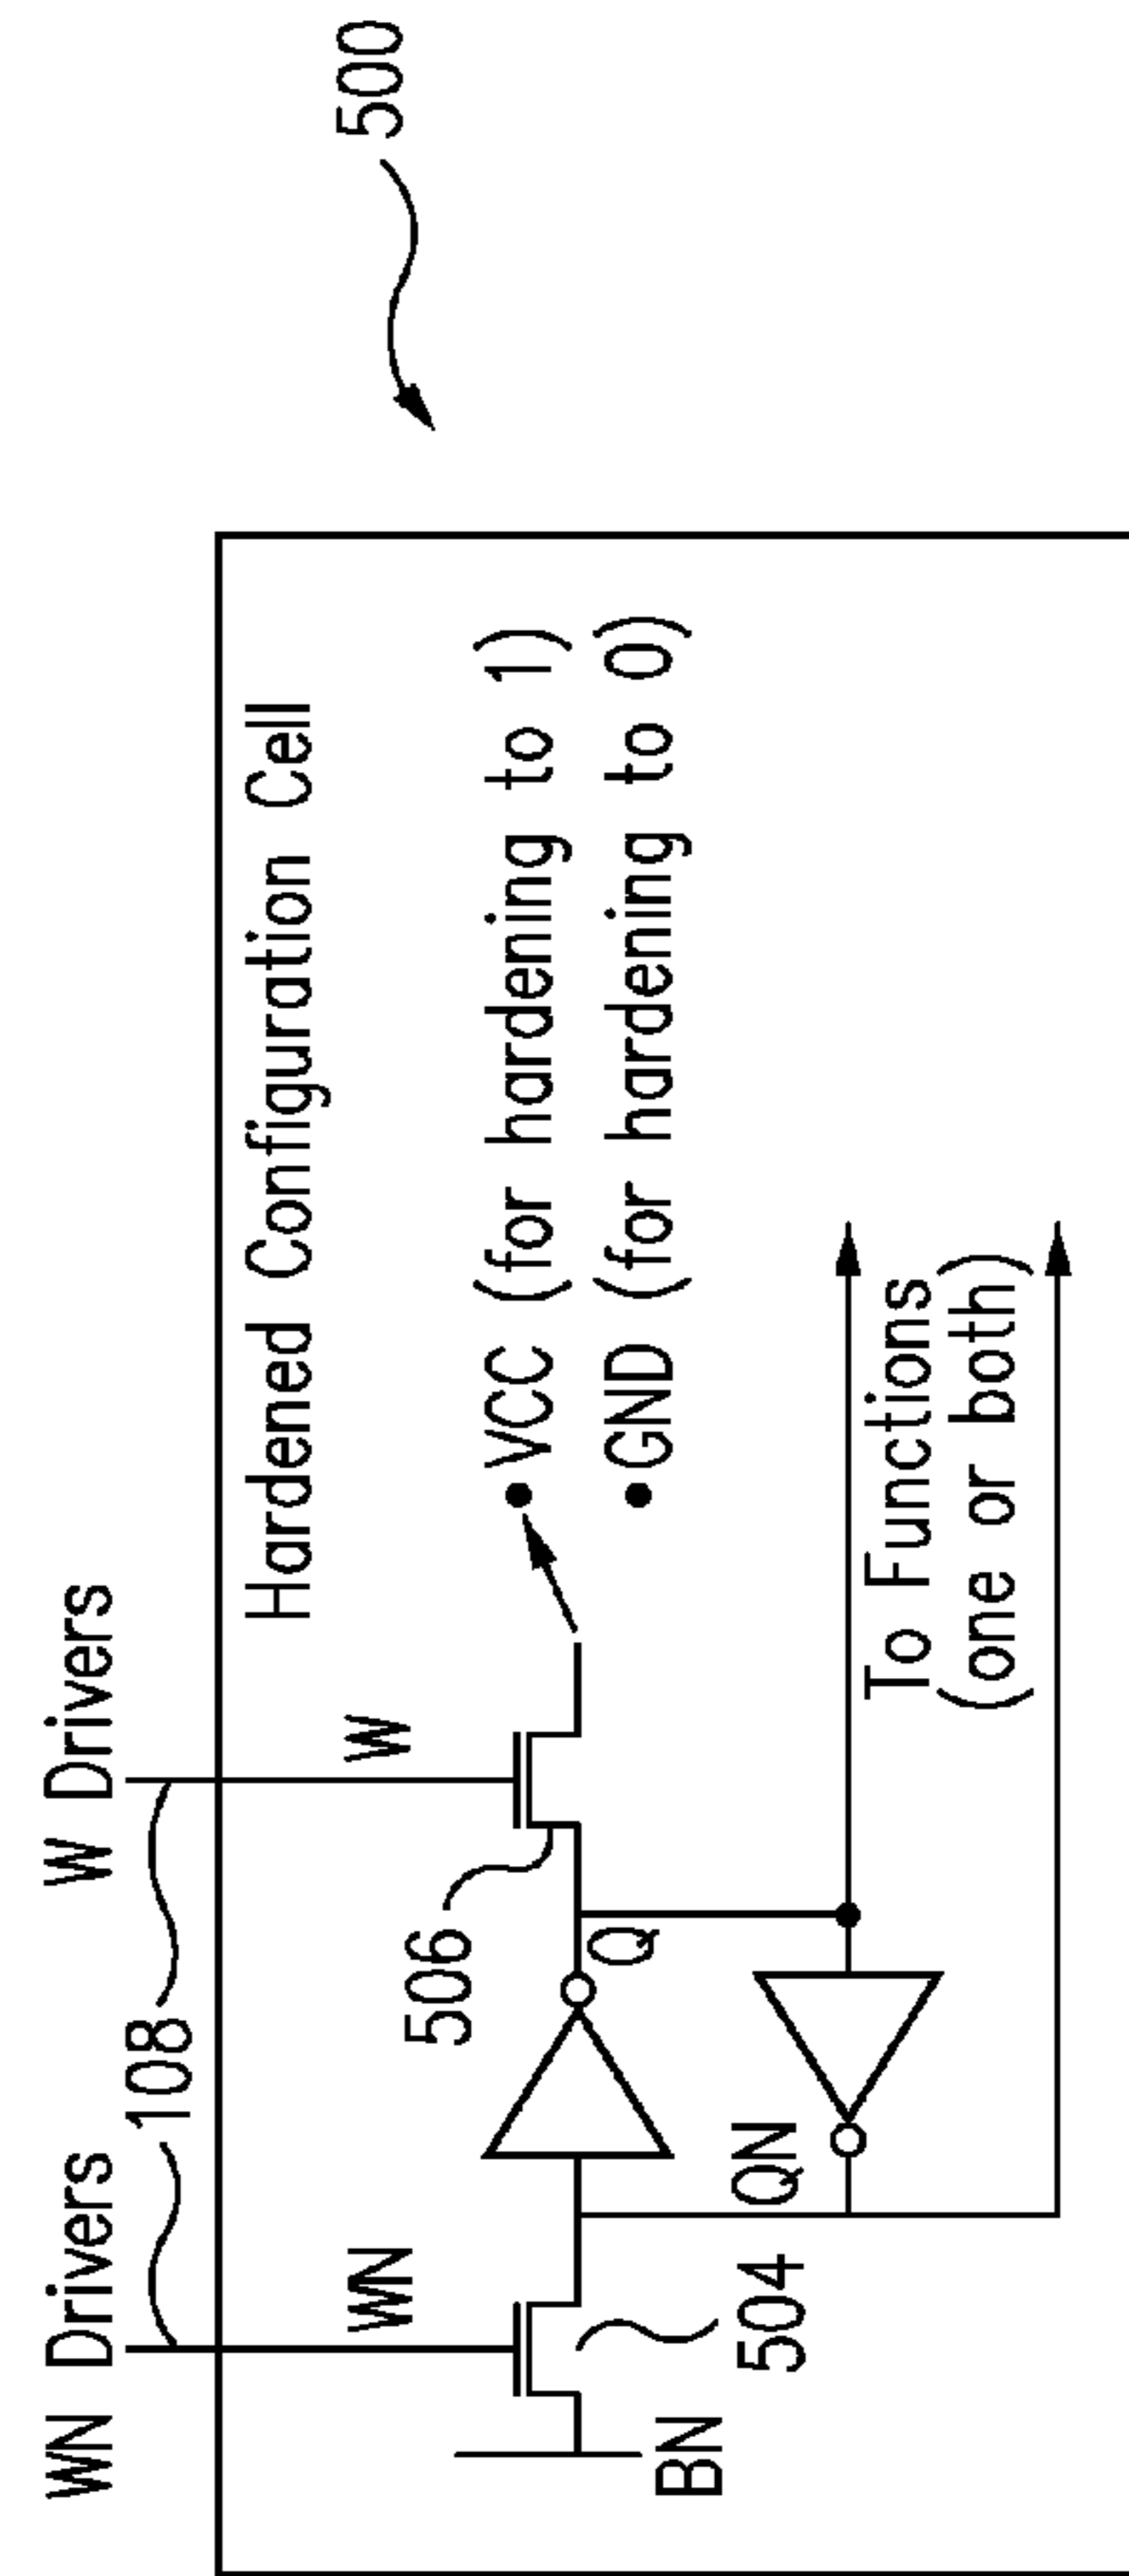 500
WN Drivers
108
W Drivers
Hardened Configuration Cell
WN
W
506
VCC (for hardening to 1)
GND (for hardening to 0)
Q
BN
504
QN
To Functions
(one or both)